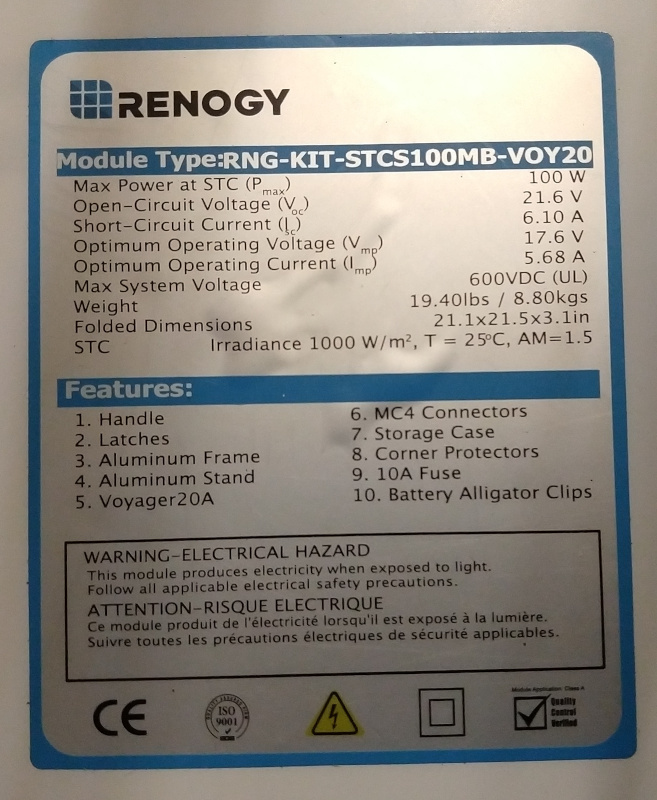 RENOGY
Module Type:RNG-KIT-STCS100MB-VOY20
Max Power at STC (Pmax) 100 W
Open-Circuit Voltage (Voc) 21.6 V
Short-Circuit Current (Isc) 6.10 A
Optimum Operating Voltage (Vmp) 17.6 V
Optimum Operating Current (Imp) 5.68 A
Max System Voltage 600VDC (UL)
Weight 19.40lbs / 8.80kgs
Folded Dimensions 21.1x21.5x3.1in
STC Irradiance 1000 W/m², T = 25ºC, AM=1.5
Features:
1. Handle
2. Latches
3. Aluminum Frame
4. Aluminum Stand
5. Voyager20A
6. MC4 Connectors
7. Storage Case
8. Corner Protectors
9. 10A Fuse
10. Battery Alligator Clips
WARNING-ELECTRICAL HAZARD
This module produces electricity when exposed to light.
Follow all applicable electrical safety precautions.
ATTENTION-RISQUE ELECTRIQUE
Ce module produit de l'électricité lorsqu'il est exposé à la lumière.
Suivre toutes les précautions électriques de sécurité applicables.
CE
ISO
9001
Module Application: Class A
Quality
Control
Verified